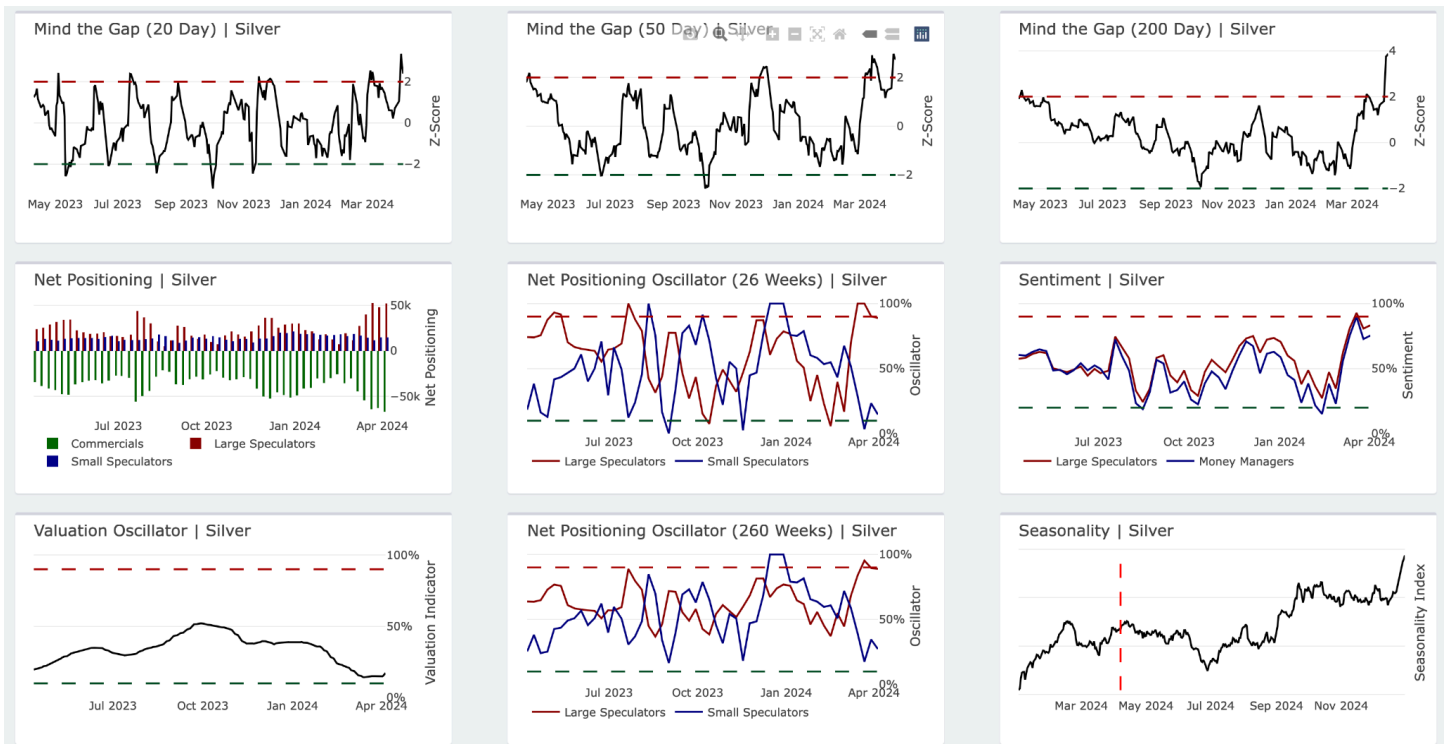 Mind the Gap (20 Day) | Silver
2
0
−2
Z-Score
May 2023 Jul 2023 Sep 2023 Nov 2023 Jan 2024 Mar 2024
Mind the Gap (50 Day) | Silver
2
0
−2
Z-Score
May 2023 Jul 2023 Sep 2023 Nov 2023 Jan 2024 Mar 2024
Mind the Gap (200 Day) | Silver
4
2
0
−2
Z-Score
May 2023 Jul 2023 Sep 2023 Nov 2023 Jan 2024 Mar 2024
Net Positioning | Silver
50k
0
−50k
Net Positioning
Jul 2023 Oct 2023 Jan 2024 Apr 2024
Commercials Large Speculators
Small Speculators
Net Positioning Oscillator (26 Weeks) | Silver
100%
50%
0%
Oscillator
Jul 2023 Oct 2023 Jan 2024 Apr 2024
Large Speculators Small Speculators
Sentiment | Silver
100%
50%
0%
Sentiment
Jul 2023 Oct 2023 Jan 2024 Apr 2024
Large Speculators Money Managers
Valuation Oscillator | Silver
100%
50%
0%
Valuation Indicator
Jul 2023 Oct 2023 Jan 2024 Apr 2024
Net Positioning Oscillator (260 Weeks) | Silver
100%
50%
0%
Oscillator
Jul 2023 Oct 2023 Jan 2024 Apr 2024
Large Speculators Small Speculators
Seasonality | Silver
Seasonality Index
Mar 2024 May 2024 Jul 2024 Sep 2024 Nov 2024